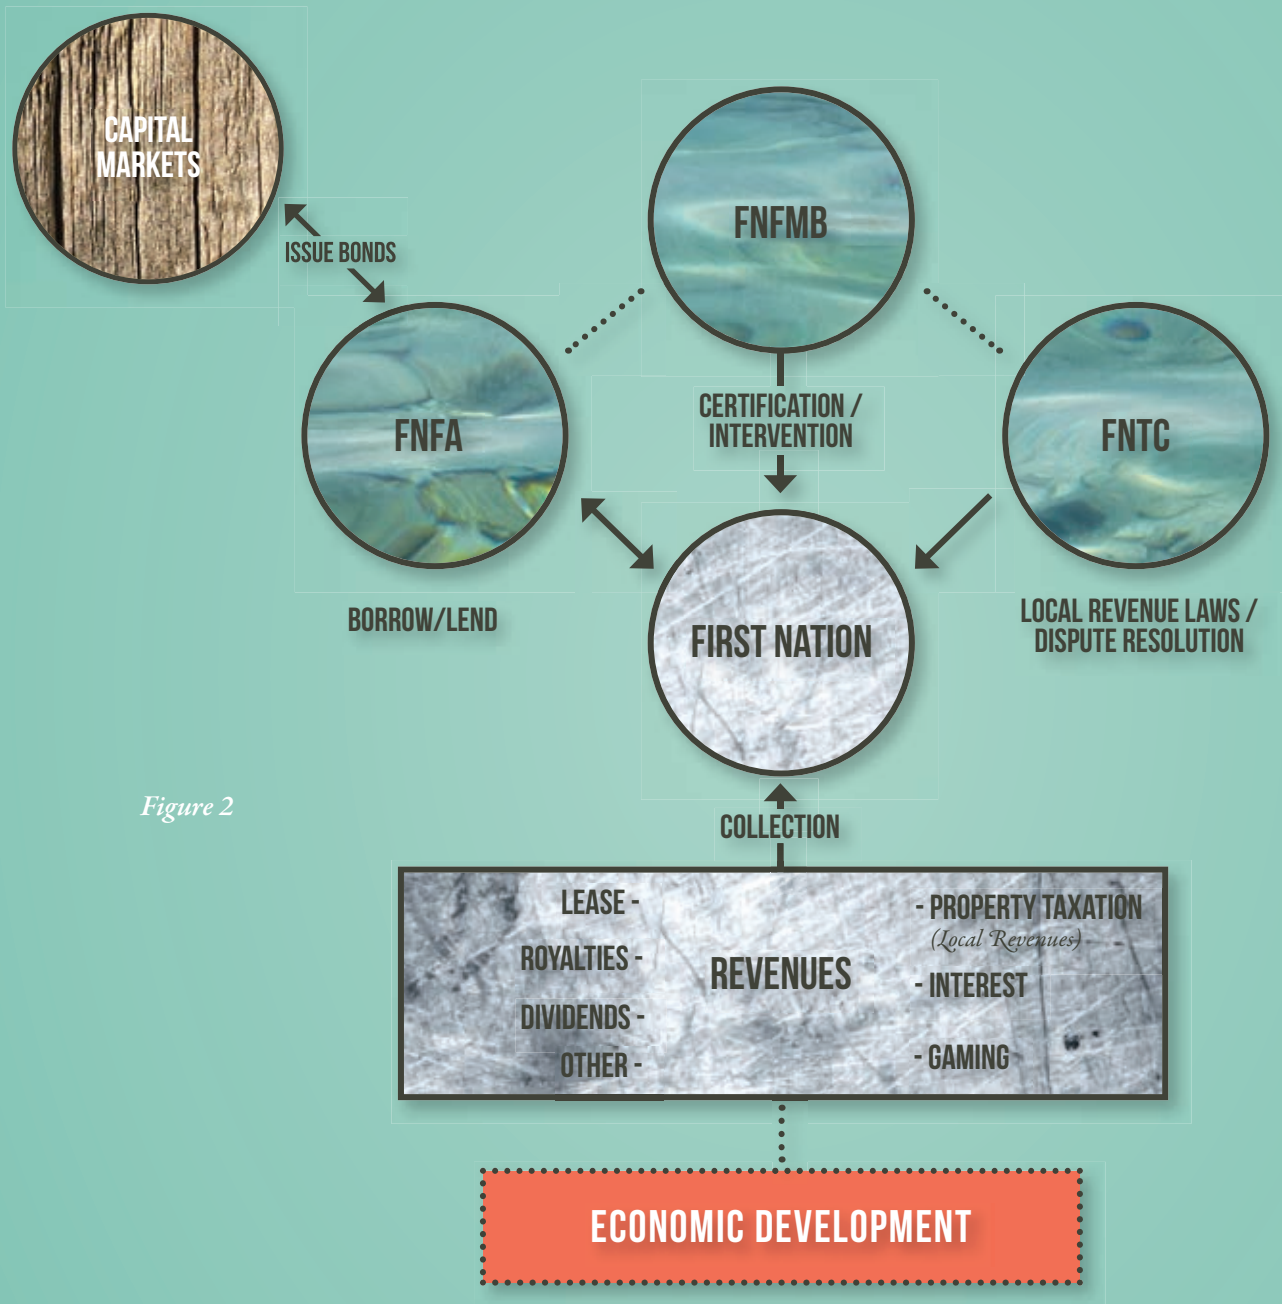 CAPITAL
MARKETS
FNFMB
ISSUE BONDS
CERTIFICATION /
INTERVENTION
FNFA
FNTC
BORROW/LEND
LOCAL REVENUE LAWS /
DISPUTE RESOLUTION
FIRST NATION
Figure 2
COLLECTION
LEASE -
ROYALTIES -
DIVIDENDS -
OTHER -
REVENUES
- PROPERTY TAXATION
(Local Revenues)
- INTEREST
- GAMING
ECONOMIC DEVELOPMENT